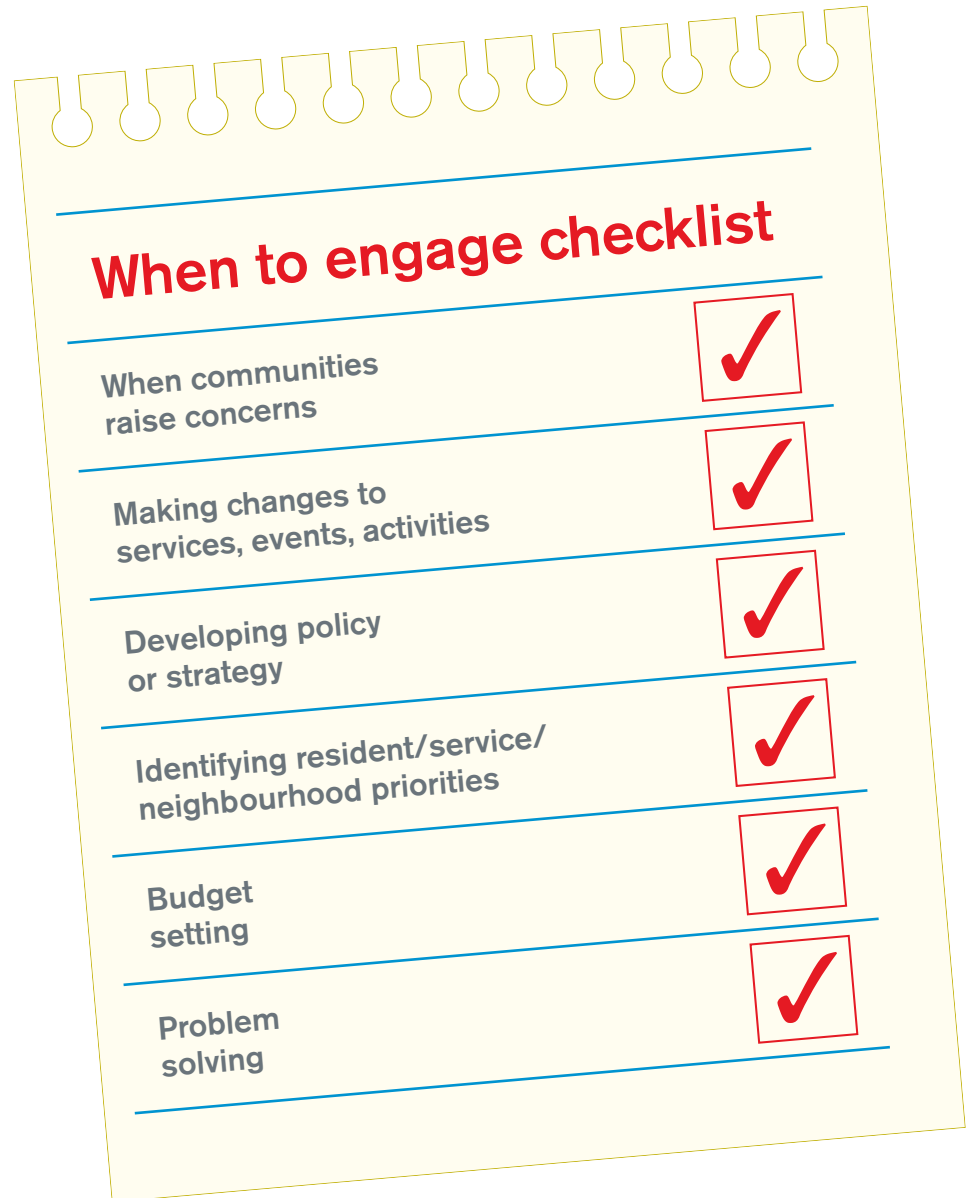 When to engage checklist
When communities
raise concerns
Making changes to
services, events, activities
Developing policy
or strategy
Identifying resident/service/
neighbourhood priorities
Budget
setting
Problem
solving